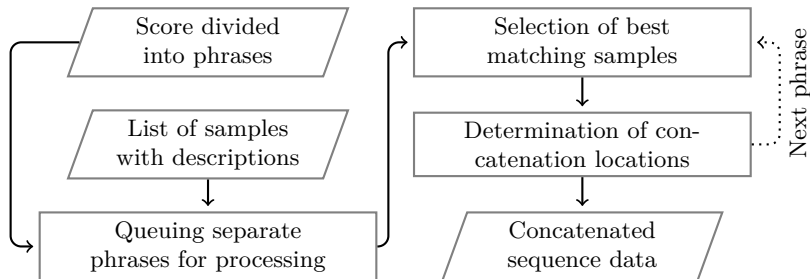 Score divided
into phrases
List of samples
with descriptions
Queuing separate
phrases for processing
Selection of best
matching samples
Determination of con-
catenation locations
Concatenated
sequence data
Next phrase